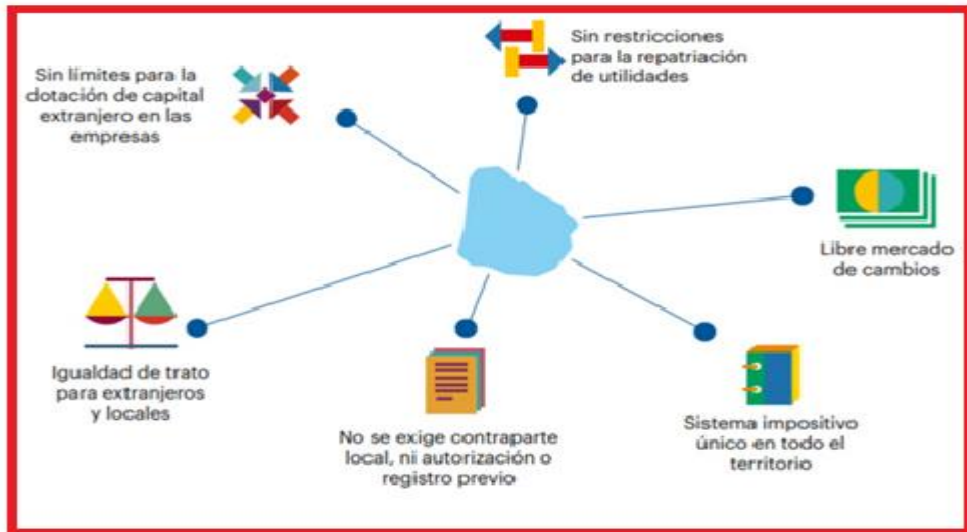 Sin límites para la
dotación de capital
extranjero en las
empresas
Sin restricciones
para la repatriación
de utilidades
Libre mercado
de cambios
Igualdad de trato
para extranjeros
y locales
No se exige contraparte
local, nii autorización o
registro previo
Sistema impositivo
único en todo el
territorio